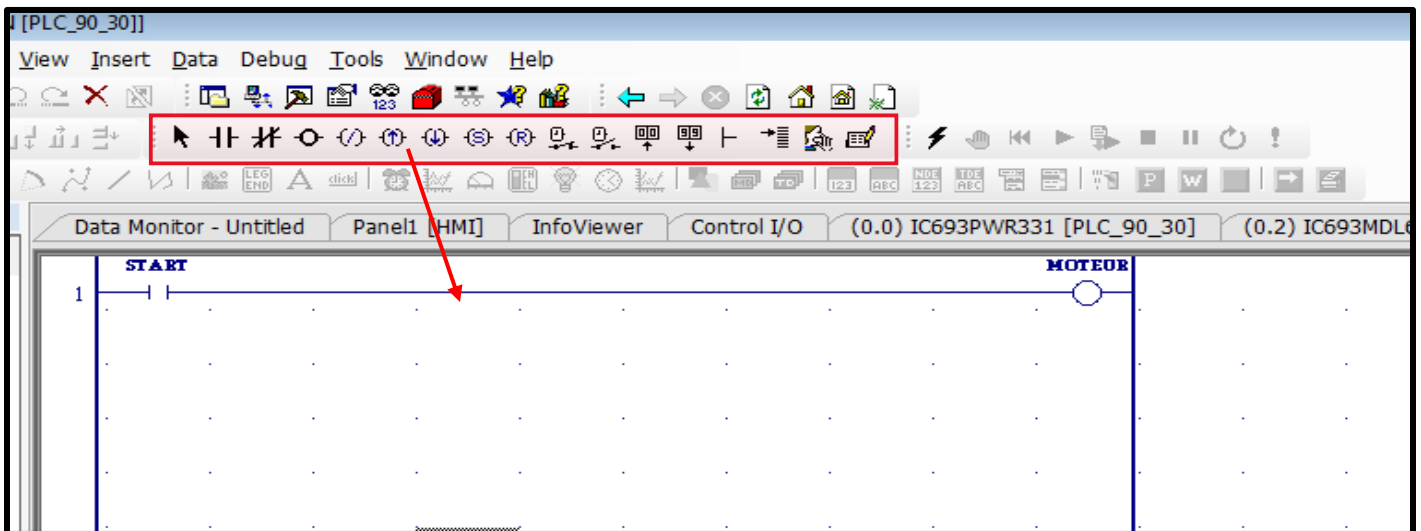 [PLC_90_30]]
View Insert Data Debug Tools Window Help
Data Monitor - Untitled Panel1 [HMI] InfoViewer Control I/O (0.0) IC693PWR331 [PLC_90_30] (0.2) IC693MDL
START MOTEUR
1